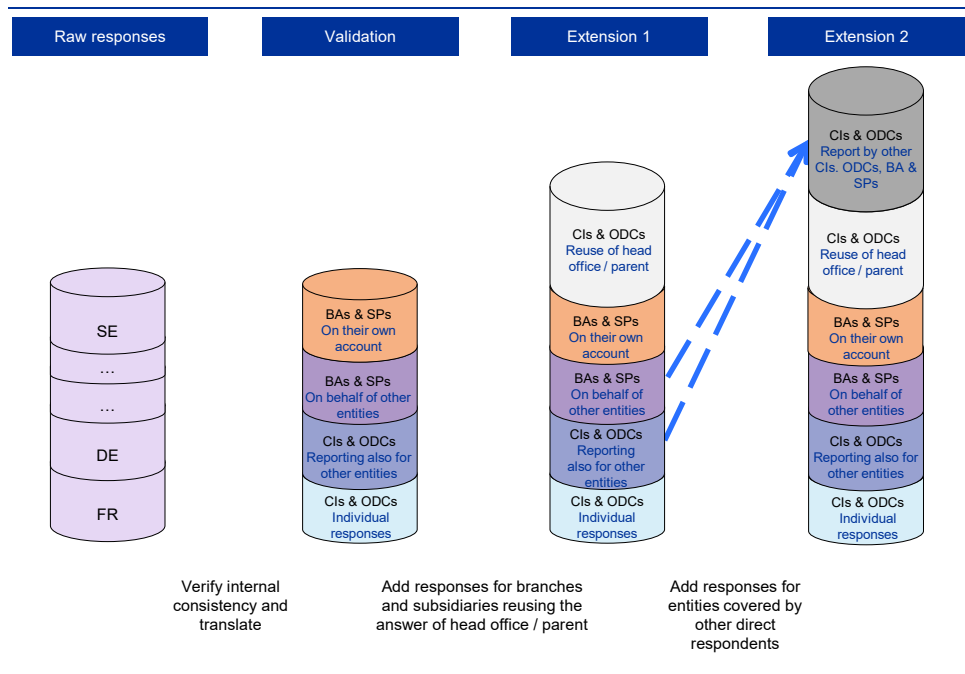 Raw responses
Validation
Extension 1
Extension 2
SE
…
…
DE
FR
BAs & SPs
On their own
account
BAs & SPs
On behalf of other
entities
CIs & ODCs
Reporting also for
other entities
CIs & ODCs
Individual
responses
CIs & ODCs
Reuse of head
office / parent
BAs & SPs
On their own
account
BAs & SPs
On behalf of
other entities
CIs & ODCs
Reporting
also for other
entities
CIs & ODCs
Individual
responses
CIs & ODCs
Report by other
CIs. ODCs, BA &
SPs
CIs & ODCs
Reuse of head
office / parent
BAs & SPs
On their own
account
BAs & SPs
On behalf of
other entities
CIs & ODCs
Reporting also for
other entities
CIs & ODCs
Individual
responses
Verify internal
consistency and
translate
Add responses for branches
and subsidiaries reusing the
answer of head office / parent
Add responses for
entities covered by
other direct
respondents